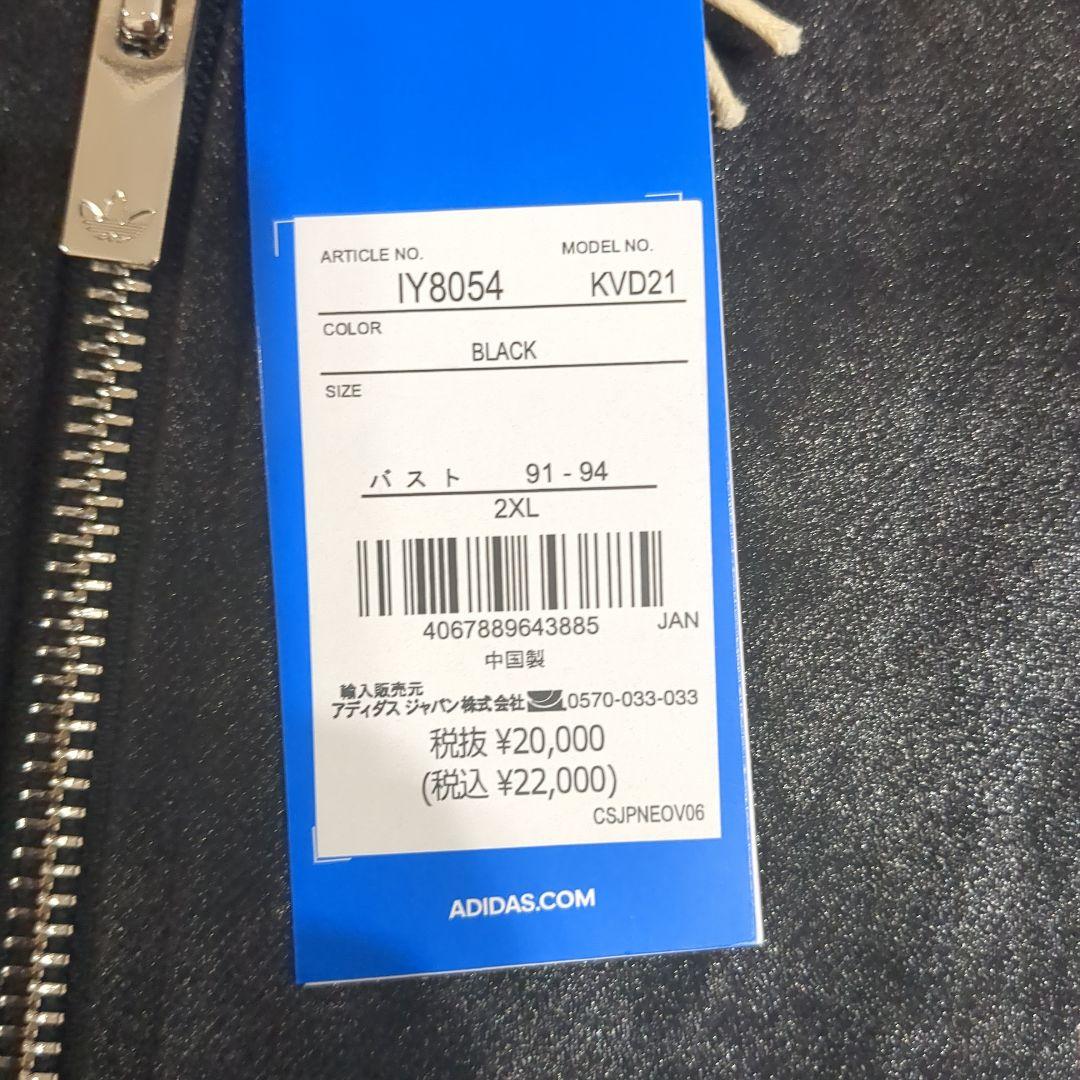 ARTICLE NO. MODEL NO.
IY8054 KVD21
COLOR
BLACK
SIZE
バスト 91 - 94
2XL
4067889643885 JAN
中国製
輸入販売元
アディダス ジャパン株式会社 0570-033-033
税抜 ¥20,000
(税込 ¥22,000)
CSJPNEOV06
ADIDAS.COM